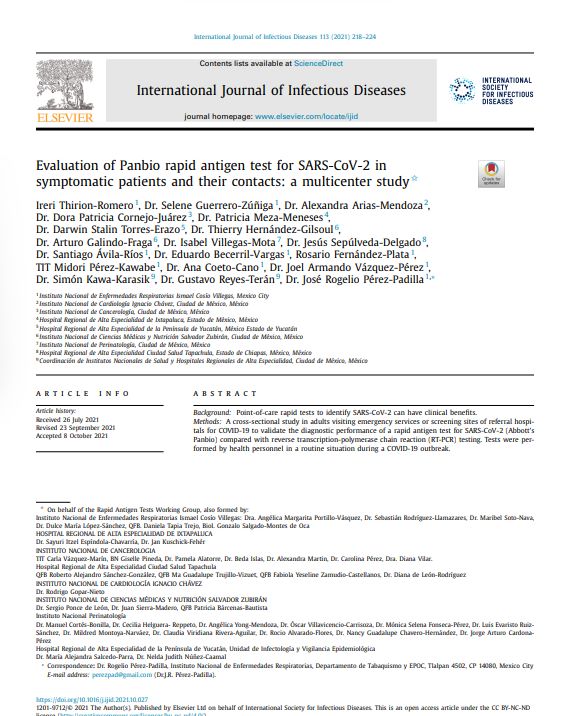 International Journal of Infectious Diseases 113 (2021) 218–224
Contents lists available at ScienceDirect
International Journal of Infectious Diseases
journal homepage: www.elsevier.com/locate/ijid
ELSEVIER
INTERNATIONAL
SOCIETY
FOR INFECTIOUS
DISEASES
Evaluation of Panbio rapid antigen test for SARS-CoV-2 in
symptomatic patients and their contacts: a multicenter study☆
Check for
updates
Ireri Thirion-Romero 1, Dr. Selene Guerrero-Zúñiga 1, Dr. Alexandra Arias-Mendoza 2,
Dr. Dora Patricia Cornejo-Juárez 3, Dr. Patricia Meza-Meneses 4,
Dr. Darwin Stalin Torres-Erazo 5, Dr. Thierry Hernández-Gilsoul 6,
Dr. Arturo Galindo-Fraga 6, Dr. Isabel Villegas-Mota 7, Dr. Jesús Sepúlveda-Delgado 8,
Dr. Santiago Ávila-Ríos 1, Dr. Eduardo Becerril-Vargas 1, Rosario Fernández-Plata 1,
TIT Midori Pérez-Kawabe 1, Dr. Ana Coeto-Cano 1, Dr. Joel Armando Vázquez-Pérez 1,
Dr. Simón Kawa-Karasik 9, Dr. Gustavo Reyes-Terán 9, Dr. José Rogelio Pérez-Padilla 1,*
1 Instituto Nacional de Enfermedades Respiratorias Ismael Cosío Villegas, Mexico City
2 Instituto Nacional de Cardiología Ignacio Chávez, Ciudad de México, México
3 Instituto Nacional de Cancerología, Ciudad de México, México
4 Hospital Regional de Alta Especialidad de Ixtapaluca, Estado de México, México
5 Hospital Regional de Alta Especialidad de la Península de Yucatán, México Estado de Yucatán
6 Instituto Nacional de Ciencias Médicas y Nutrición Salvador Zubirán, Ciudad de México, México
7 Instituto Nacional de Perinatología, Ciudad de México, México
8 Hospital Regional de Alta Especialidad Ciudad Salud Tapachula, Estado de Chiapas, México, México
9 Coordinación de Institutos Nacionales de Salud y Hospitales Regionales de Alta Especialidad, Ciudad de México, México
ARTICLE INFO
Article history:
Received 26 July 2021
Revised 23 September 2021
Accepted 8 October 2021
ABSTRACT
Background: Point-of-care rapid tests to identify SARS-CoV-2 can have clinical benefits.
Methods: A cross-sectional study in adults visiting emergency services or screening sites of referral hospi-
tals for COVID-19 to validate the diagnostic performance of a rapid antigen test for SARS-CoV-2 (Abbott's
Panbio) compared with reverse transcription-polymerase chain reaction (RT-PCR) testing. Tests were per-
formed by health personnel in a routine situation during a COVID-19 outbreak.
☆ On behalf of the Rapid Antigen Tests Working Group, also formed by:
Instituto Nacional de Enfermedades Respiratorias Ismael Cosío Villegas: Dra. Angélica Margarita Portillo-Vásquez, Dr. Sebastián Rodríguez-Llamazares, Dr. Maribel Soto-Nava,
Dr. Dulce María López-Sánchez, QFB. Daniela Tapia Trejo, Biol. Gonzalo Salgado-Montes de Oca
HOSPITAL REGIONAL DE ALTA ESPECIALIDAD DE IXTAPALUCA
Dr. Sayuri Itzel Espíndola-Chavarría, Dr. Jan Kuschick-Fehér
INSTITUTO NACIONAL DE CANCEROLOGIA
TIT Carla Vázquez-Marín, BN Giselle Pineda, Dr. Pamela Alatorre, Dr. Beda Islas, Dr. Alexandra Martin, Dr. Carolina Pérez, Dra. Diana Vilar.
Hospital Regional de Alta Especialidad Ciudad Salud Tapachula
QFB Roberto Alejandro Sánchez-González, QFB Ma Guadalupe Trujillo-Vizuet, QFB Fabiola Yeseline Zamudio-Castellanos, Dr. Diana de León-Rodríguez
INSTITUTO NACIONAL DE CARDIOLOGÍA IGNACIO CHÁVEZ
Dr. Rodrigo Gopar-Nieto
INSTITUTO NACIONAL DE CIENCIAS MÉDICAS Y NUTRICIÓN SALVADOR ZUBIRÁN
Dr. Sergio Ponce de León, Dr. Juan Sierra-Madero, QFB Patricia Bárcenas-Bautista
Instituto Nacional Perinatología
Dr. Manuel Cortés-Bonilla, Dr. Cecilia Helguera-Reppeto, Dr. Angélica Yong-Mendoza, Dr. Óscar Villavicencio-Carrisoza, Dr. Mónica Selena Fonseca-Pérez, Dr. Luis Evaristo Ruiz-
Sánchez, Dr. Mildred Montoya-Narváez, Dr. Claudia Viridiana Rivera-Aguilar, Dr. Rocio Alvarado-Flores, Dr. Nancy Guadalupe Chavero-Hernández, Dr. Jorge Arturo Cardona-
Pérez
Hospital Regional de Alta Especialidad de la Península de Yucatán, Unidad de Infectología y Vigilancia Epidemiológica
Dr. María Alejandra Salcedo-Parra, Dr. Nelda Judith Núñez-Caamal
* Correspondence: Dr. Rogelio Pérez-Padilla, Instituto Nacional de Enfermedades Respiratorias, Departamento de Tabaquismo y EPOC, Tlalpan 4502, CP 14080, Mexico City
E-mail address: perezpad@gmail.com (Dr.J.R. Pérez-Padilla).
https://doi.org/10.1016/j.ijid.2021.10.027
1201-9712/© 2021 The Author(s). Published by Elsevier Ltd on behalf of International Society for Infectious Diseases. This is an open access article under the CC BY-NC-ND